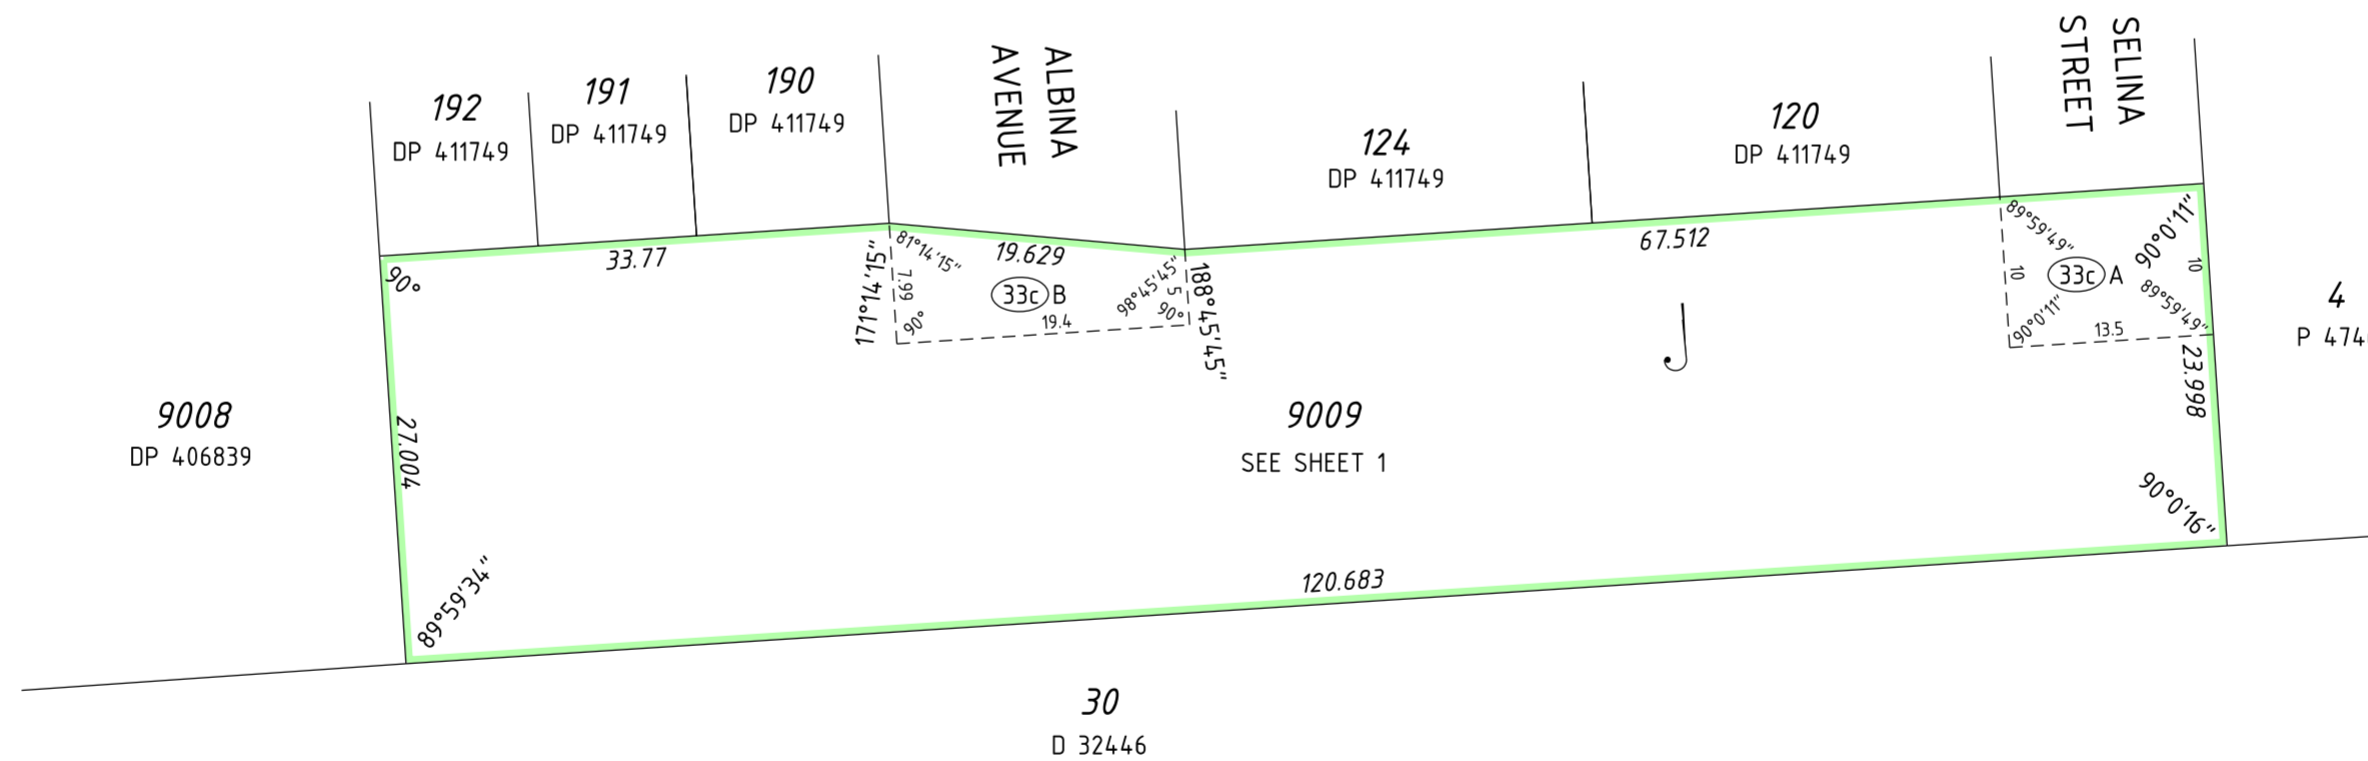 192
DP 411749
191
DP 411749
190
DP 411749
ALBINA
AVENUE
124
DP 411749
120
DP 411749
SELINA
STREET
33.77
90°
171°14'15"
81°14'15"
7.99
90°
19.629
33c B
19.4
98°45'45"
5
90°
188°45'45"
67.512
89°59'49"
10
90°0'11"
33c A
13.5
90°0'11"
10
89°59'49"
23.998
4
P 474
9008
DP 406839
27.004
9009
SEE SHEET 1
90°0'16"
89°59'34"
120.683
30
D 32446